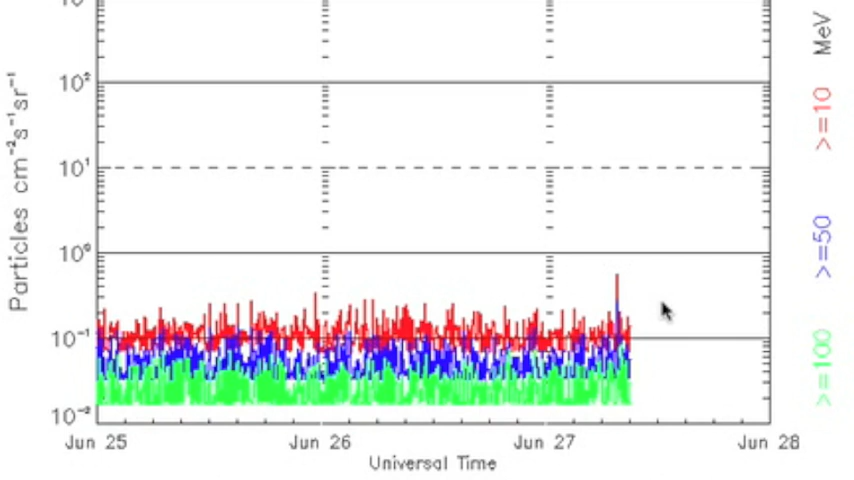 10²
10¹
10⁰
10⁻¹
10⁻²
Particles cm⁻²s⁻¹sr⁻¹
Jun 25
Jun 26
Jun 27
Jun 28
Universal Time
>=10
MeV
>=50
>=100